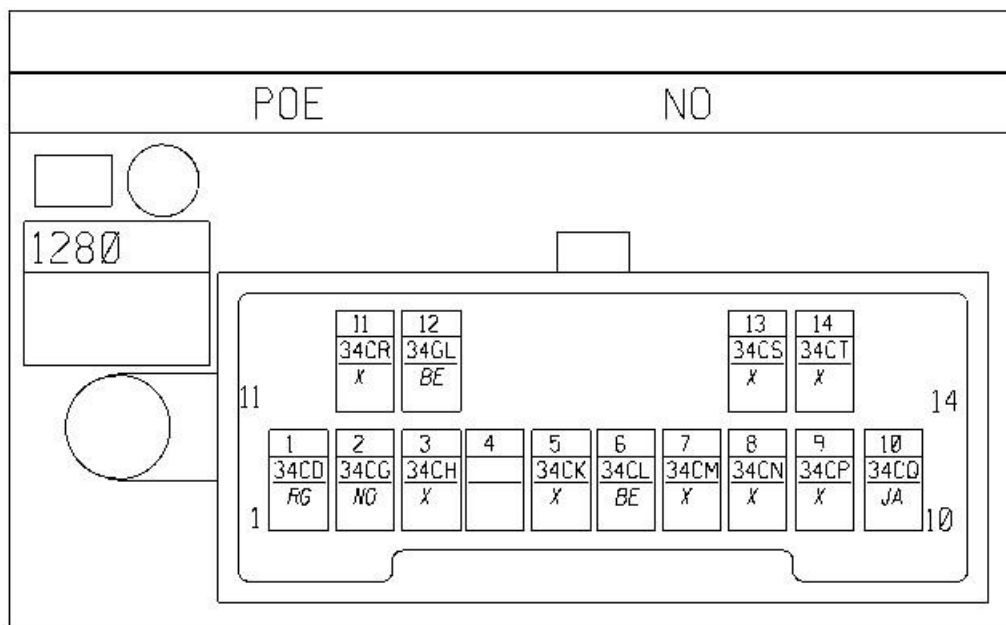 POE NO
1280
11 12 13 14
34CR 34GL 34CS 34CT
X BE X X
11 14
1 2 3 4 5 6 7 8 9 10
34CD 34CG 34CH 34CK 34CL 34CM 34CN 34CP 34CQ
RG NO X X BE X X X JA
1 10